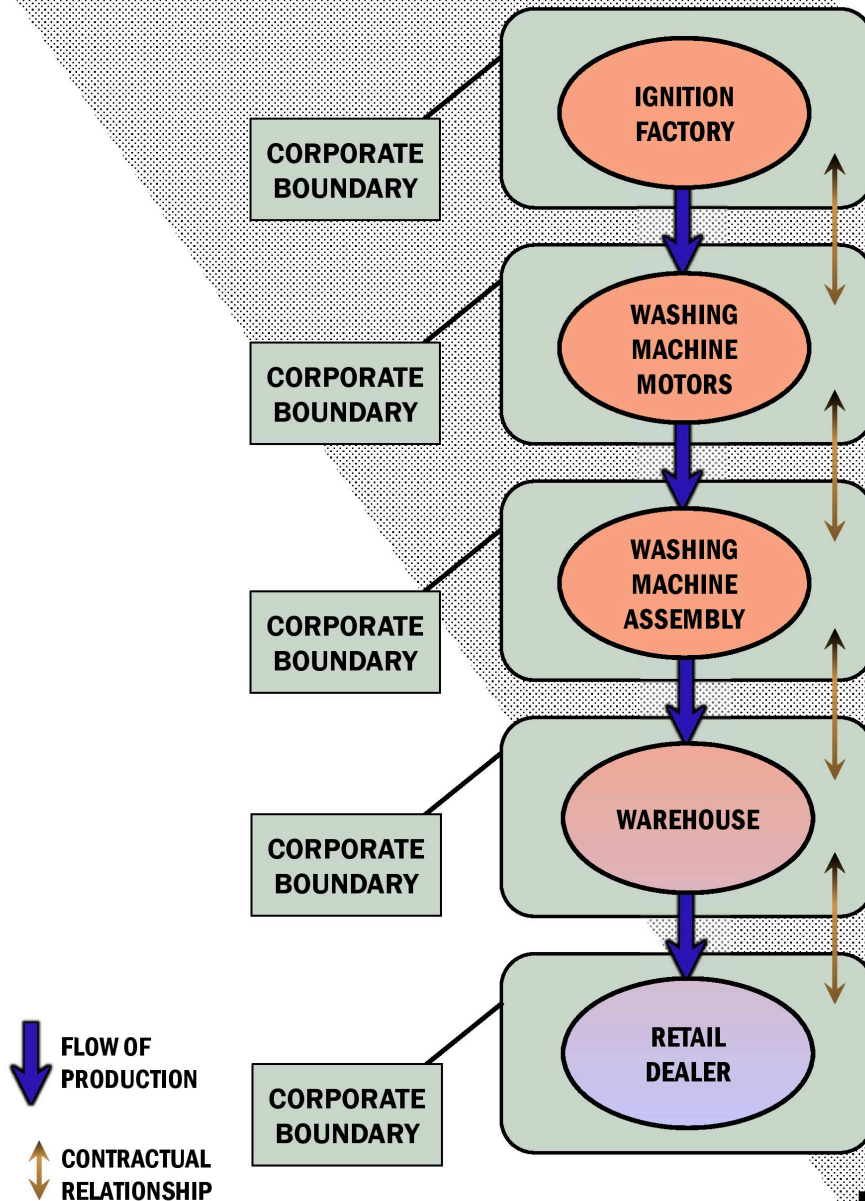 IGNITION
FACTORY
CORPORATE
BOUNDARY
WASHING
MACHINE
MOTORS
CORPORATE
BOUNDARY
WASHING
MACHINE
ASSEMBLY
CORPORATE
BOUNDARY
WAREHOUSE
CORPORATE
BOUNDARY
RETAIL
DEALER
CORPORATE
BOUNDARY
FLOW OF
PRODUCTION
CONTRACTUAL
RELATIONSHIP